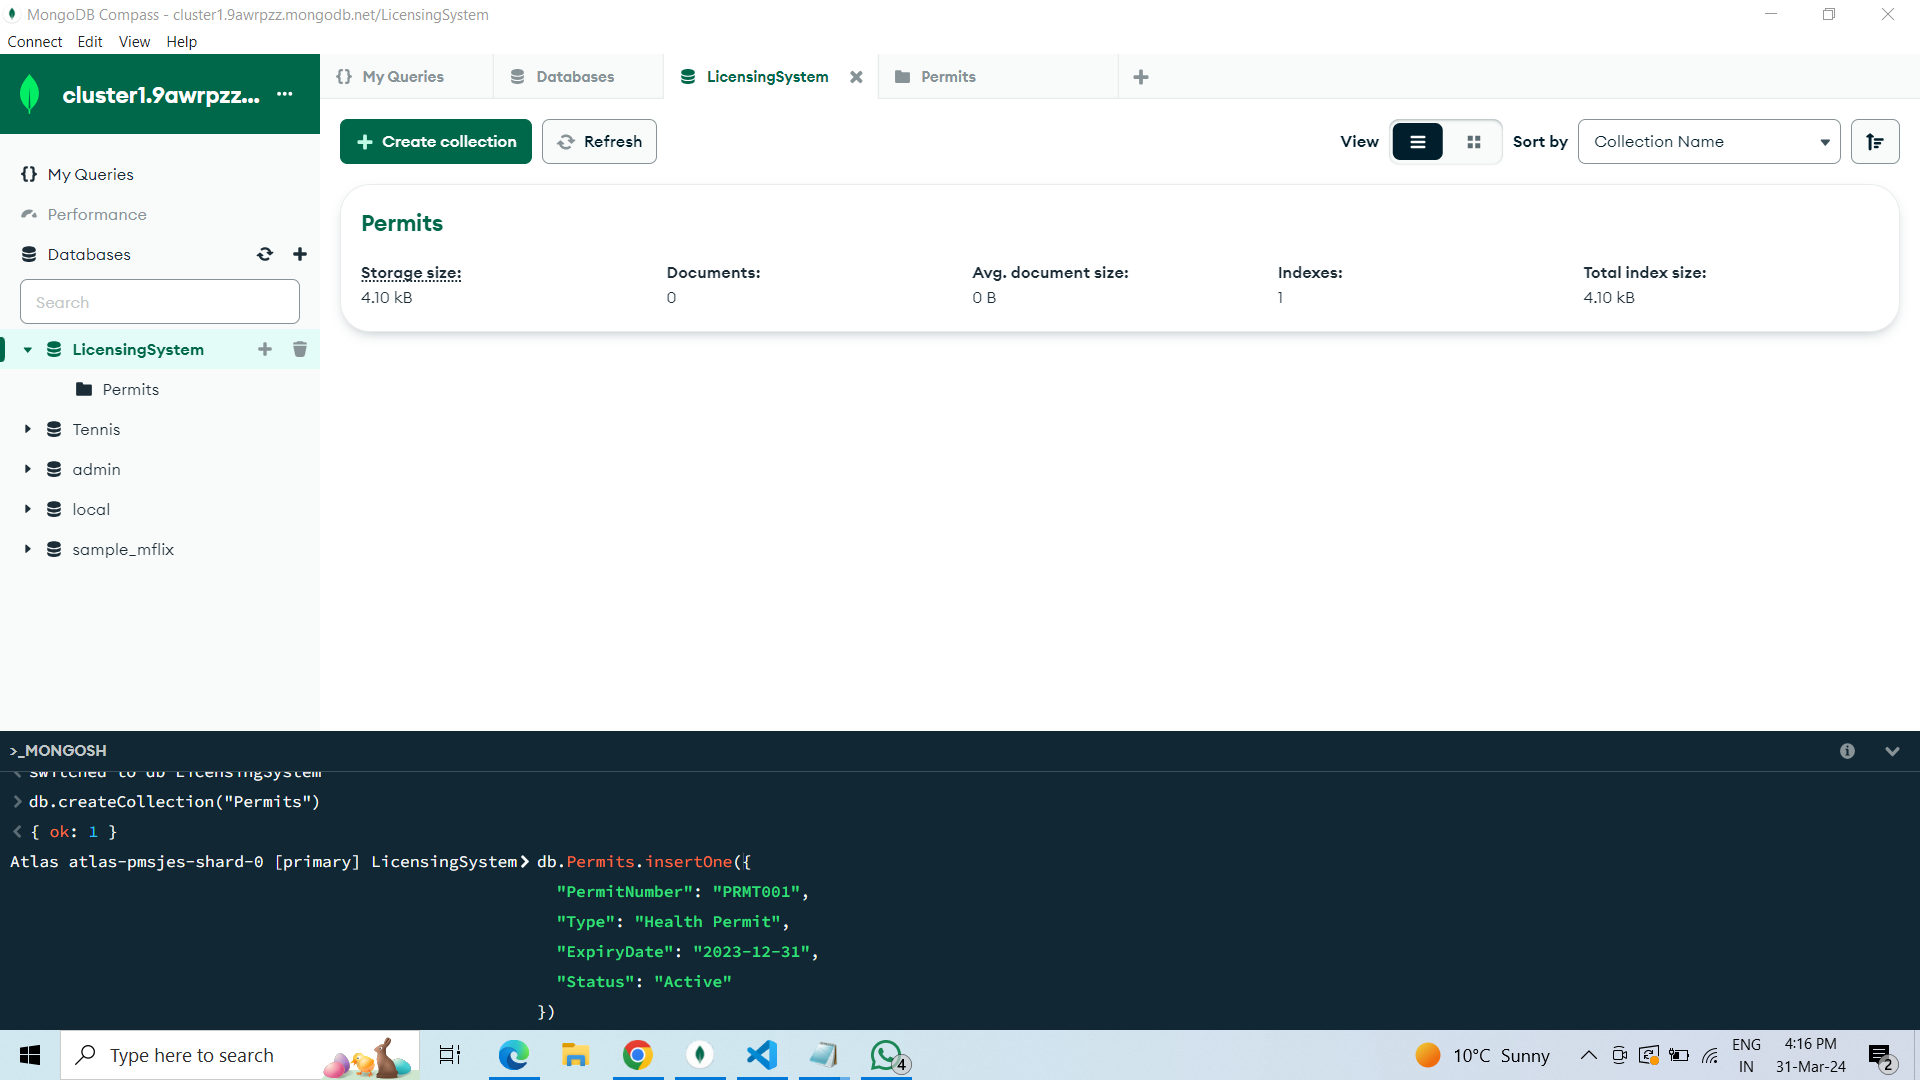 MongoDB Compass - cluster1.9awrpzz.mongodb.net/LicensingSystem
Connect Edit View Help
cluster1.9awrpzz... ...
{} My Queries
Databases
LicensingSystem
Permits
My Queries
Performance
Databases
Search
LicensingSystem
Permits
Tennis
admin
local
sample_mflix
Create collection
Refresh
View
Sort by
Collection Name
Permits
Storage size: Documents: Avg. document size: Indexes: Total index size:
4.10 kB 0 0 B 1 4.10 kB
>_MONGOSH
switched to db LicensingSystem
> db.createCollection("Permits")
< { ok: 1 }
Atlas atlas-pmsjes-shard-0 [primary] LicensingSystem> db.Permits.insertOne({
"PermitNumber": "PRMT001",
"Type": "Health Permit",
"ExpiryDate": "2023-12-31",
"Status": "Active"
})
Type here to search
4
10°C Sunny
ENG
IN
4:16 PM
31-Mar-24
2